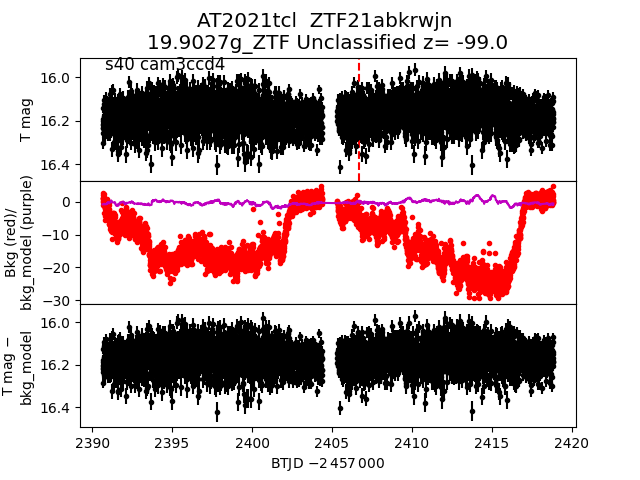 AT2021tcl  ZTF21abkrwjn
19.9027g_ZTF Unclassified z= -99.0
s40 cam3ccd4
T mag
16.0
16.2
16.4
Bkg (red)/
bkg_model (purple)
0
−10
−20
−30
T mag −
bkg_model
16.0
16.2
16.4
2390
2395
2400
2405
2410
2415
2420
BTJD −2 457 000